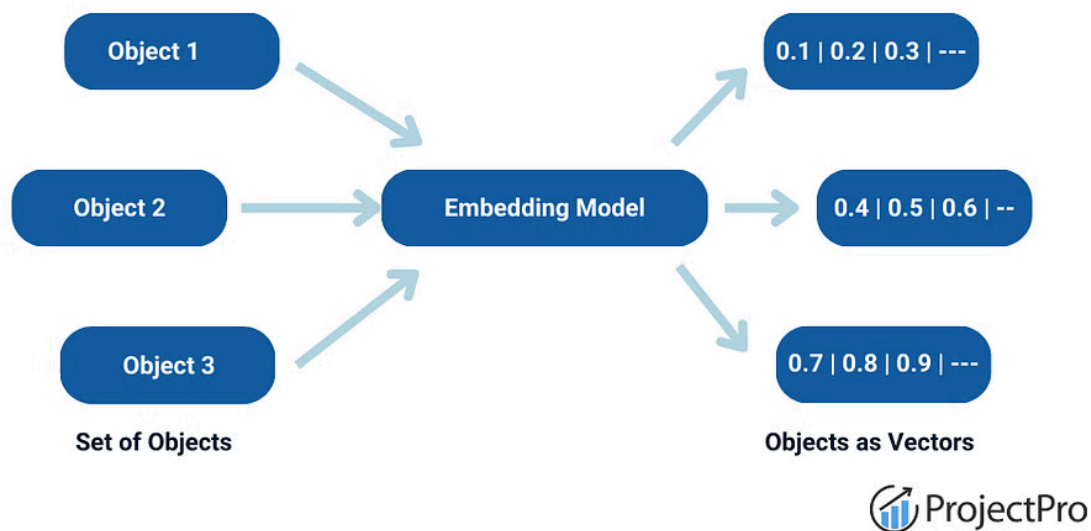 Object 1
0.1 | 0.2 | 0.3 | ---
Object 2
Embedding Model
0.4 | 0.5 | 0.6 | --
Object 3
0.7 | 0.8 | 0.9 | ---
Set of Objects
Objects as Vectors
ProjectPro